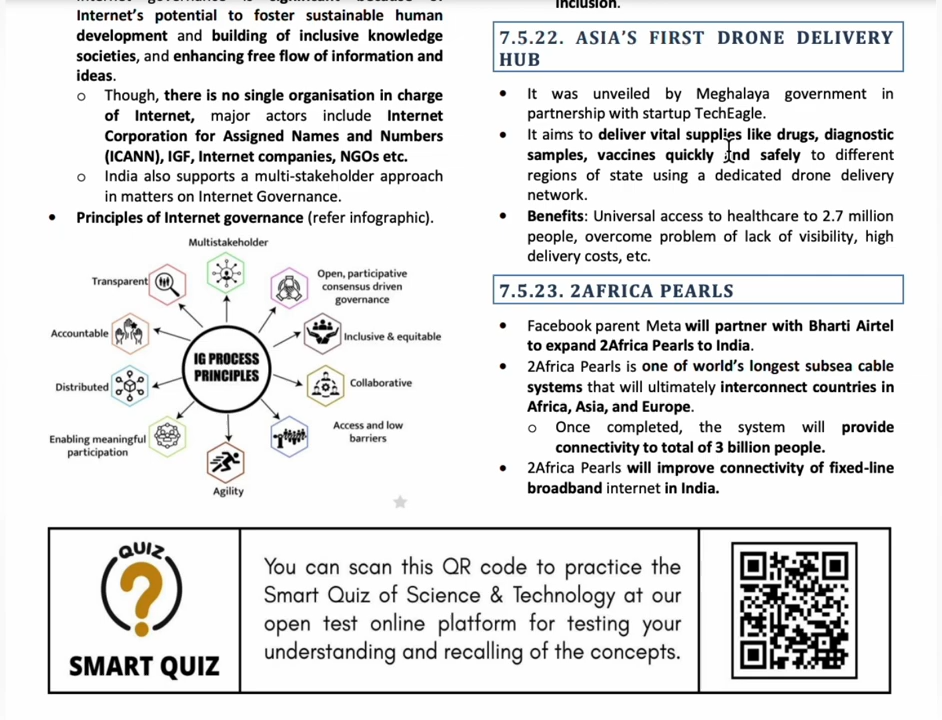 Internet's potential to foster sustainable human
development and building of inclusive knowledge
societies, and enhancing free flow of information and
ideas.
o Though, there is no single organisation in charge
of Internet, major actors include Internet
Corporation for Assigned Names and Numbers
(ICANN), IGF, Internet companies, NGOs etc.
o India also supports a multi-stakeholder approach
in matters on Internet Governance.
• Principles of Internet governance (refer infographic).
Multistakeholder
Transparent
Open, participative
consensus driven
governance
Accountable
Inclusive & equitable
IG PROCESS
PRINCIPLES
Distributed
Collaborative
Enabling meaningful
participation
Access and low
barriers
Agility
inclusion.
7.5.22. ASIA'S FIRST DRONE DELIVERY
HUB
• It was unveiled by Meghalaya government in
partnership with startup TechEagle.
• It aims to deliver vital supplies like drugs, diagnostic
samples, vaccines quickly and safely to different
regions of state using a dedicated drone delivery
network.
• Benefits: Universal access to healthcare to 2.7 million
people, overcome problem of lack of visibility, high
delivery costs, etc.
7.5.23. 2AFRICA PEARLS
• Facebook parent Meta will partner with Bharti Airtel
to expand 2Africa Pearls to India.
• 2Africa Pearls is one of world's longest subsea cable
systems that will ultimately interconnect countries in
Africa, Asia, and Europe.
o Once completed, the system will provide
connectivity to total of 3 billion people.
• 2Africa Pearls will improve connectivity of fixed-line
broadband internet in India.
QUIZ
SMART QUIZ
You can scan this QR code to practice the
Smart Quiz of Science & Technology at our
open test online platform for testing your
understanding and recalling of the concepts.